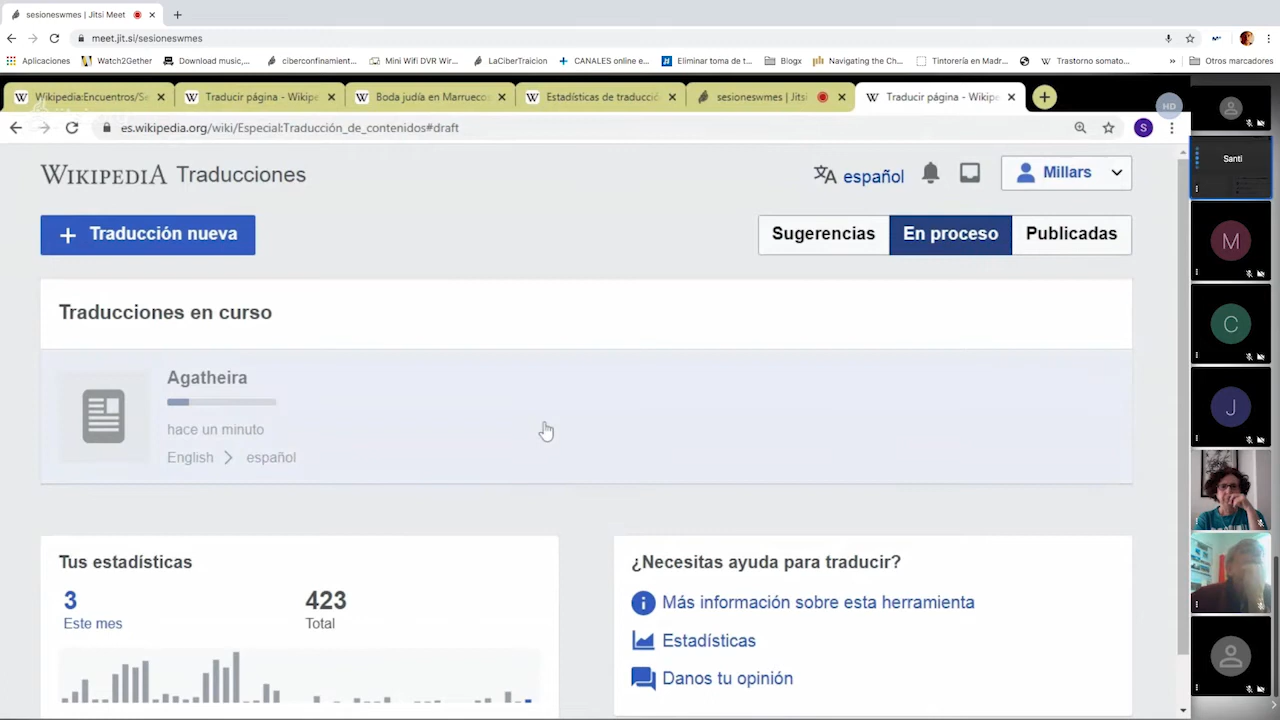 sesioneswmes | Jitsi Meet
meet.jit.si/sesioneswmes
Aplicaciones
Watch2Gether
Download music,...
ciberconfinamient...
Mini Wifi DVR Wir...
LaCiberTraicion
CANALES online e...
Eliminar toma de t...
Blogx
Navigating the Ch...
Tintorería en Madr...
Trastorno somato...
»
Otros marcadores
Wikipedia:Encuentros/Se
Traducir página - Wikipe
Boda judía en Marrueco
Estadísticas de traducció
sesioneswmes | Jitsi
Traducir página - Wikipe
HD
es.wikipedia.org/wiki/Especial:Traducción_de_contenidos#draft
S
WIKIPEDIA Traducciones
español
Millars
+ Traducción nueva
Sugerencias
En proceso
Publicadas
Traducciones en curso
Agatheira
hace un minuto
English > español
Tus estadísticas
3
Este mes
423
Total
¿Necesitas ayuda para traducir?
Más información sobre esta herramienta
Estadísticas
Danos tu opinión
Santi
M
C
J